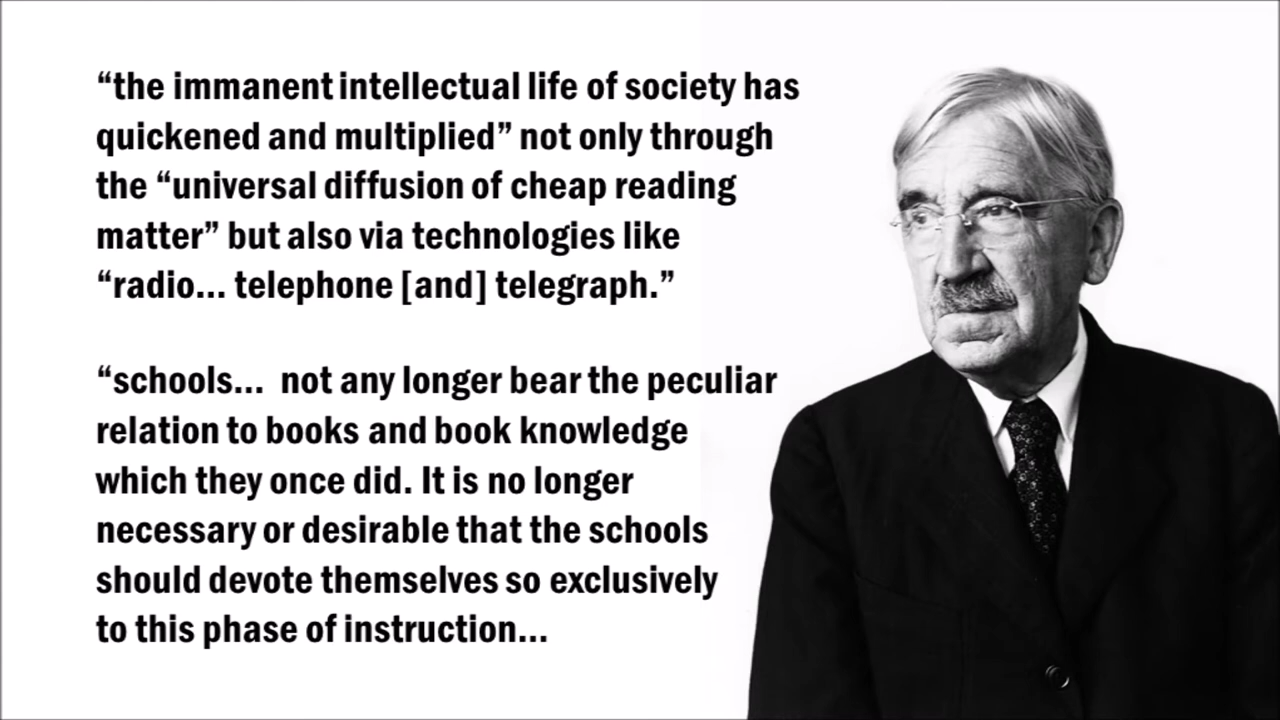 “the immanent intellectual life of society has
quickened and multiplied” not only through
the “universal diffusion of cheap reading
matter” but also via technologies like
“radio... telephone [and] telegraph.”
“schools... not any longer bear the peculiar
relation to books and book knowledge
which they once did. It is no longer
necessary or desirable that the schools
should devote themselves so exclusively
to this phase of instruction...